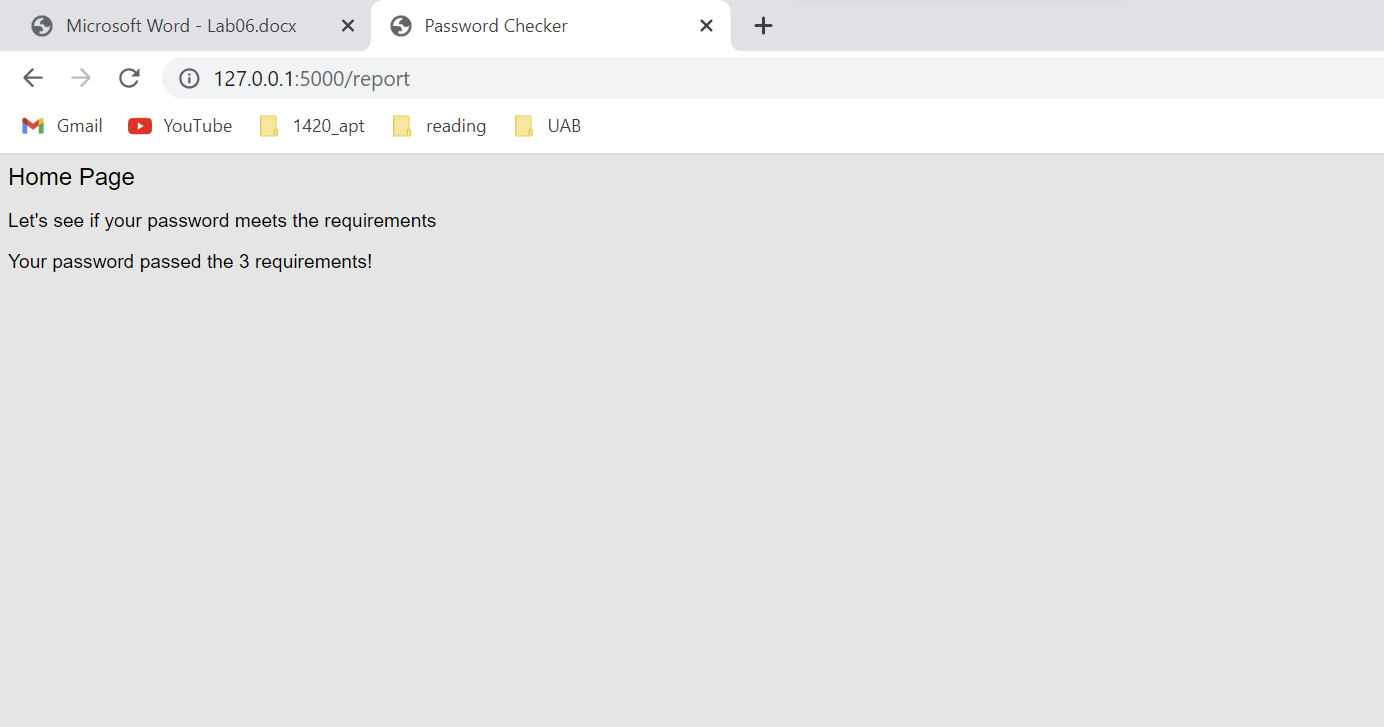 Microsoft Word - Lab06.docx
Password Checker
127.0.0.1:5000/report
Gmail YouTube 1420_apt reading UAB
Home Page
Let's see if your password meets the requirements
Your password passed the 3 requirements!